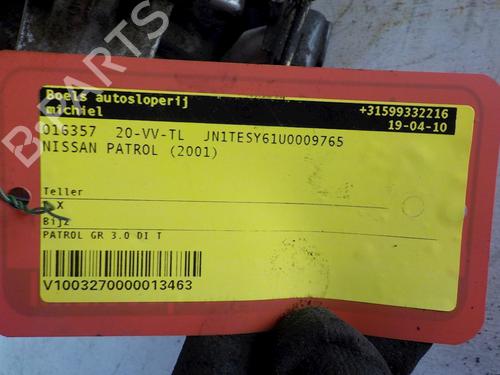 B PARTS
Boels autosloperij
michiel
+31599332216
19-04-10
016357 20-VV-TL JN1TESY61U0009765
NISSAN PATROL (2001)
Teller
X
Bijz
PATROL GR 3.0 DI T
V1003270000013463